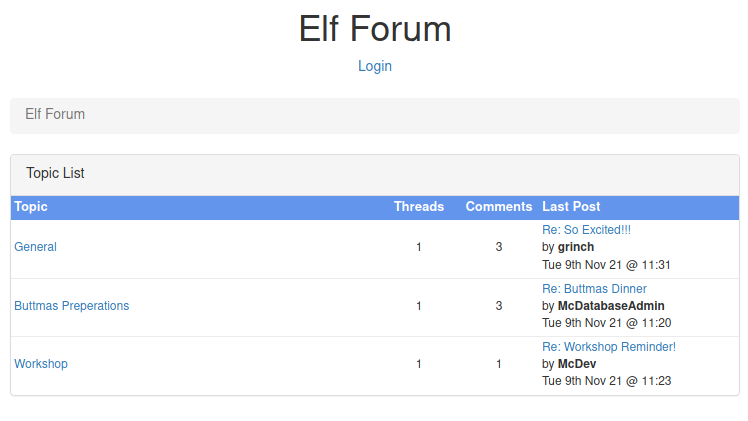 Elf Forum
Login
Elf Forum
Topic List
Topic Threads Comments Last Post
General 1 3 Re: So Excited!!!
by grinch
Tue 9th Nov 21 @ 11:31
Buttmas Preperations 1 3 Re: Buttmas Dinner
by McDatabaseAdmin
Tue 9th Nov 21 @ 11:20
Workshop 1 1 Re: Workshop Reminder!
by McDev
Tue 9th Nov 21 @ 11:23